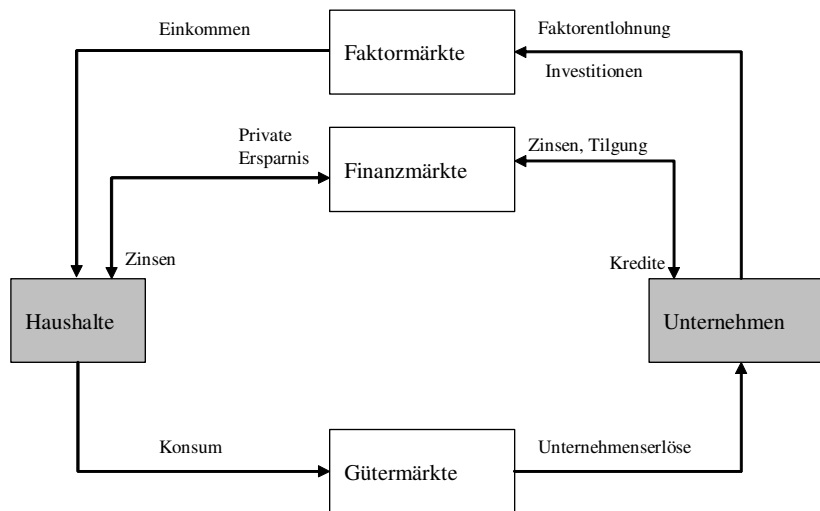 Einkommen
Faktormärkte
Faktorentlohnung
Investitionen
Private
Ersparnis
Finanzmärkte
Zinsen, Tilgung
Zinsen
Kredite
Haushalte
Unternehmen
Konsum
Gütermärkte
Unternehmenserlöse